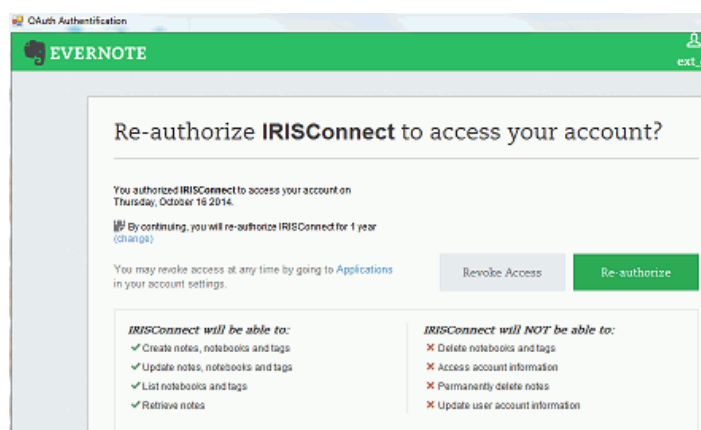 OAuth Authentification
EVERNOTE
ext_
Re-authorize IRISConnect to access your account?
You authorized IRISConnect to access your account on
Thursday, October 16 2014.
By continuing, you will re-authorize IRISConnect for 1 year
(change)
You may revoke access at any time by going to Applications
in your account settings.
Revoke Access
Re-authorize
IRISConnect will be able to:
Create notes, notebooks and tags
Update notes, notebooks and tags
List notebooks and tags
Retrieve notes
IRISConnect will NOT be able to:
Delete notebooks and tags
Access account information
Permanently delete notes
Update user account information